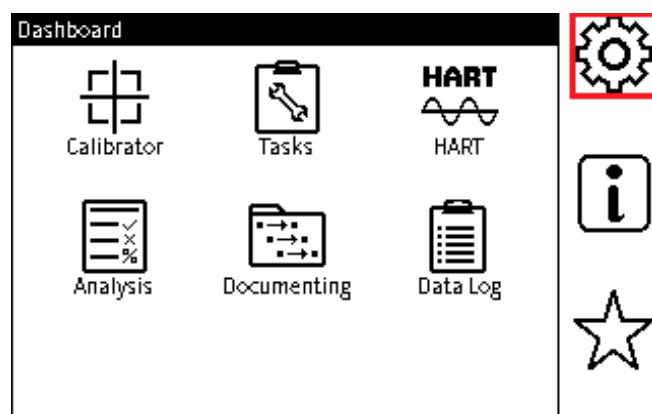 Dashboard
HART
Calibrator Tasks HART
Analysis Documenting Data Log